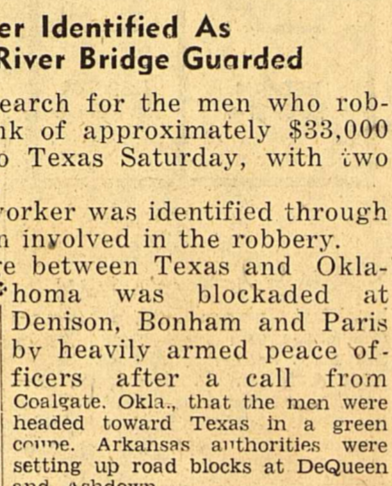 er Identified As
River Bridge Guarded
earch for the men who rob-
nk of approximately $33,000
o Texas Saturday, with two
orker was identified through
n involved in the robbery.
e between Texas and Okla-
homa was blockaded at
Denison, Bonham and Paris
by heavily armed peace of-
ficers after a call from
Coalgate. Okla., that the men were
headed toward Texas in a green
coupe. Arkansas authorities were
setting up road blocks at DeQueen
and Ashdown